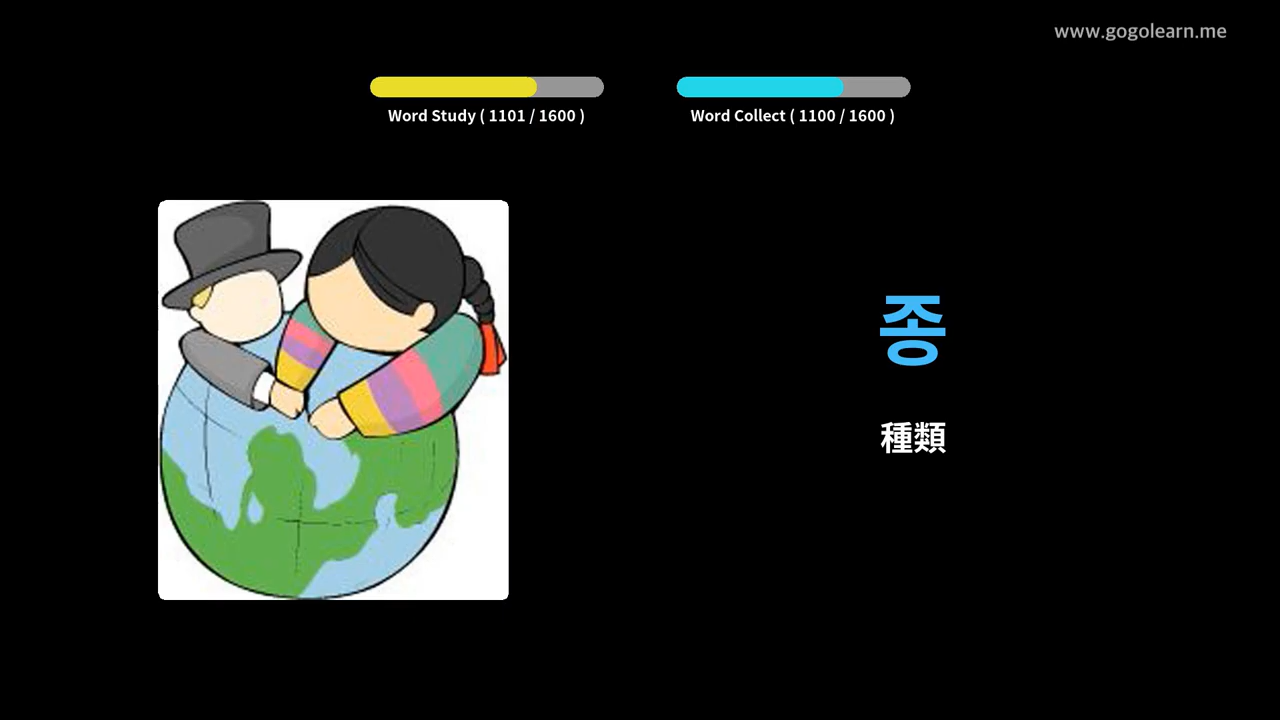 www.gogolearn.me
Word Study ( 1101 / 1600 )
Word Collect ( 1100 / 1600 )
종
種類